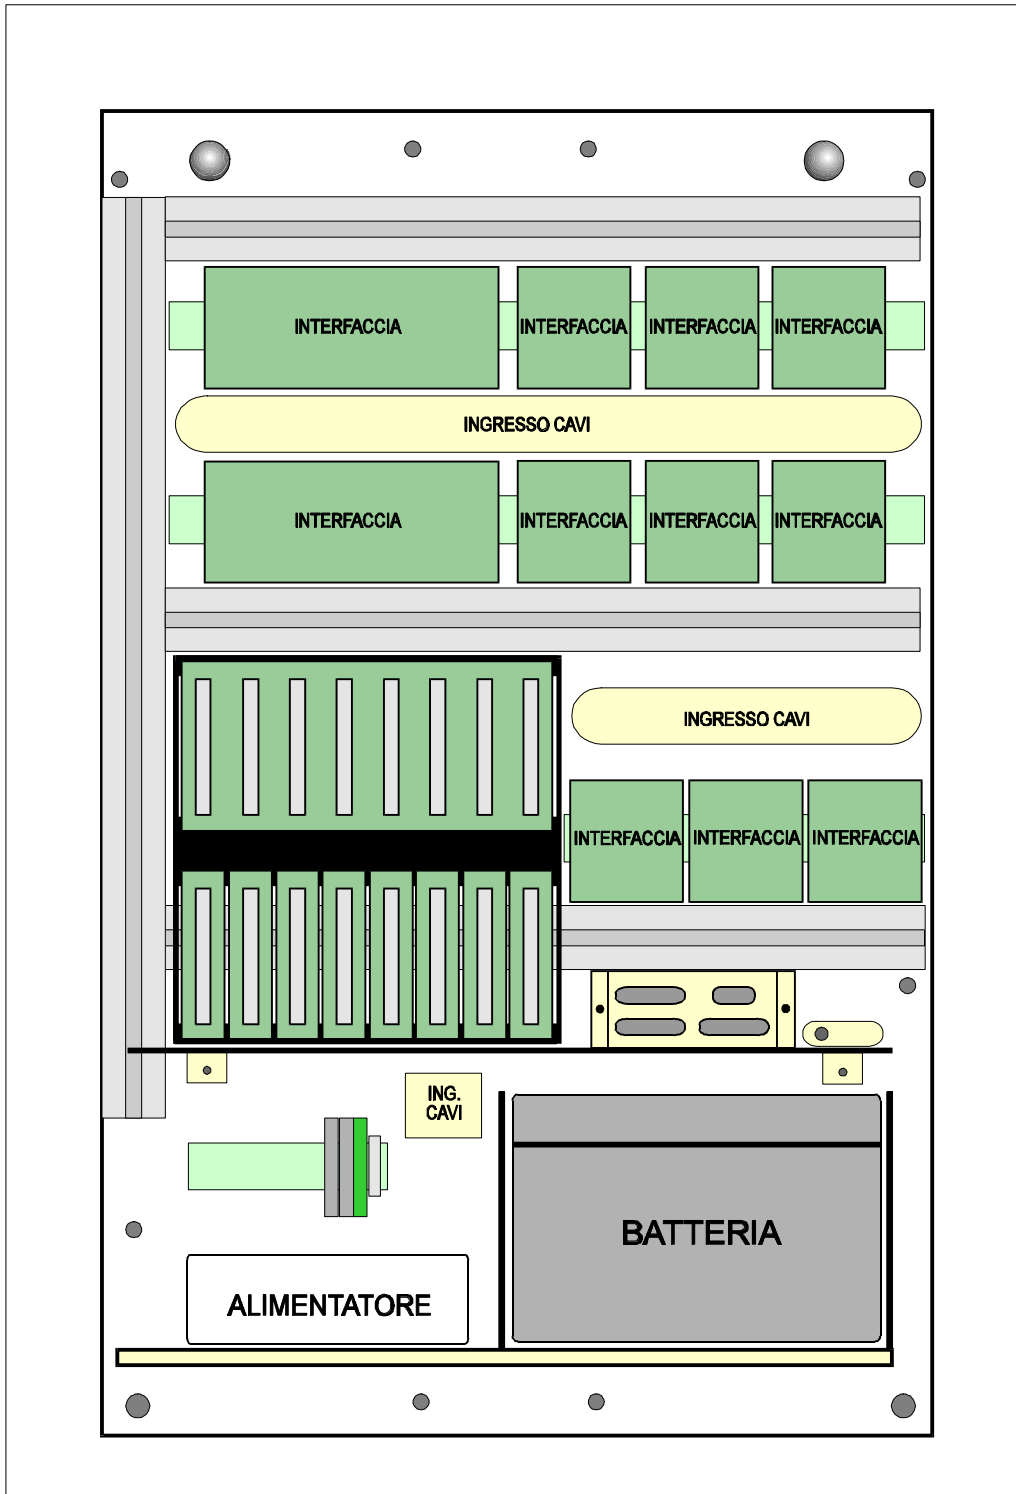 INTERFACCIA INTERFACCIA INTERFACCIA INTERFACCIA
INGRESSO CAVI
INTERFACCIA INTERFACCIA INTERFACCIA INTERFACCIA
INGRESSO CAVI
INTERFACCIA INTERFACCIA INTERFACCIA
ING.
CAVI
BATTERIA
ALIMENTATORE